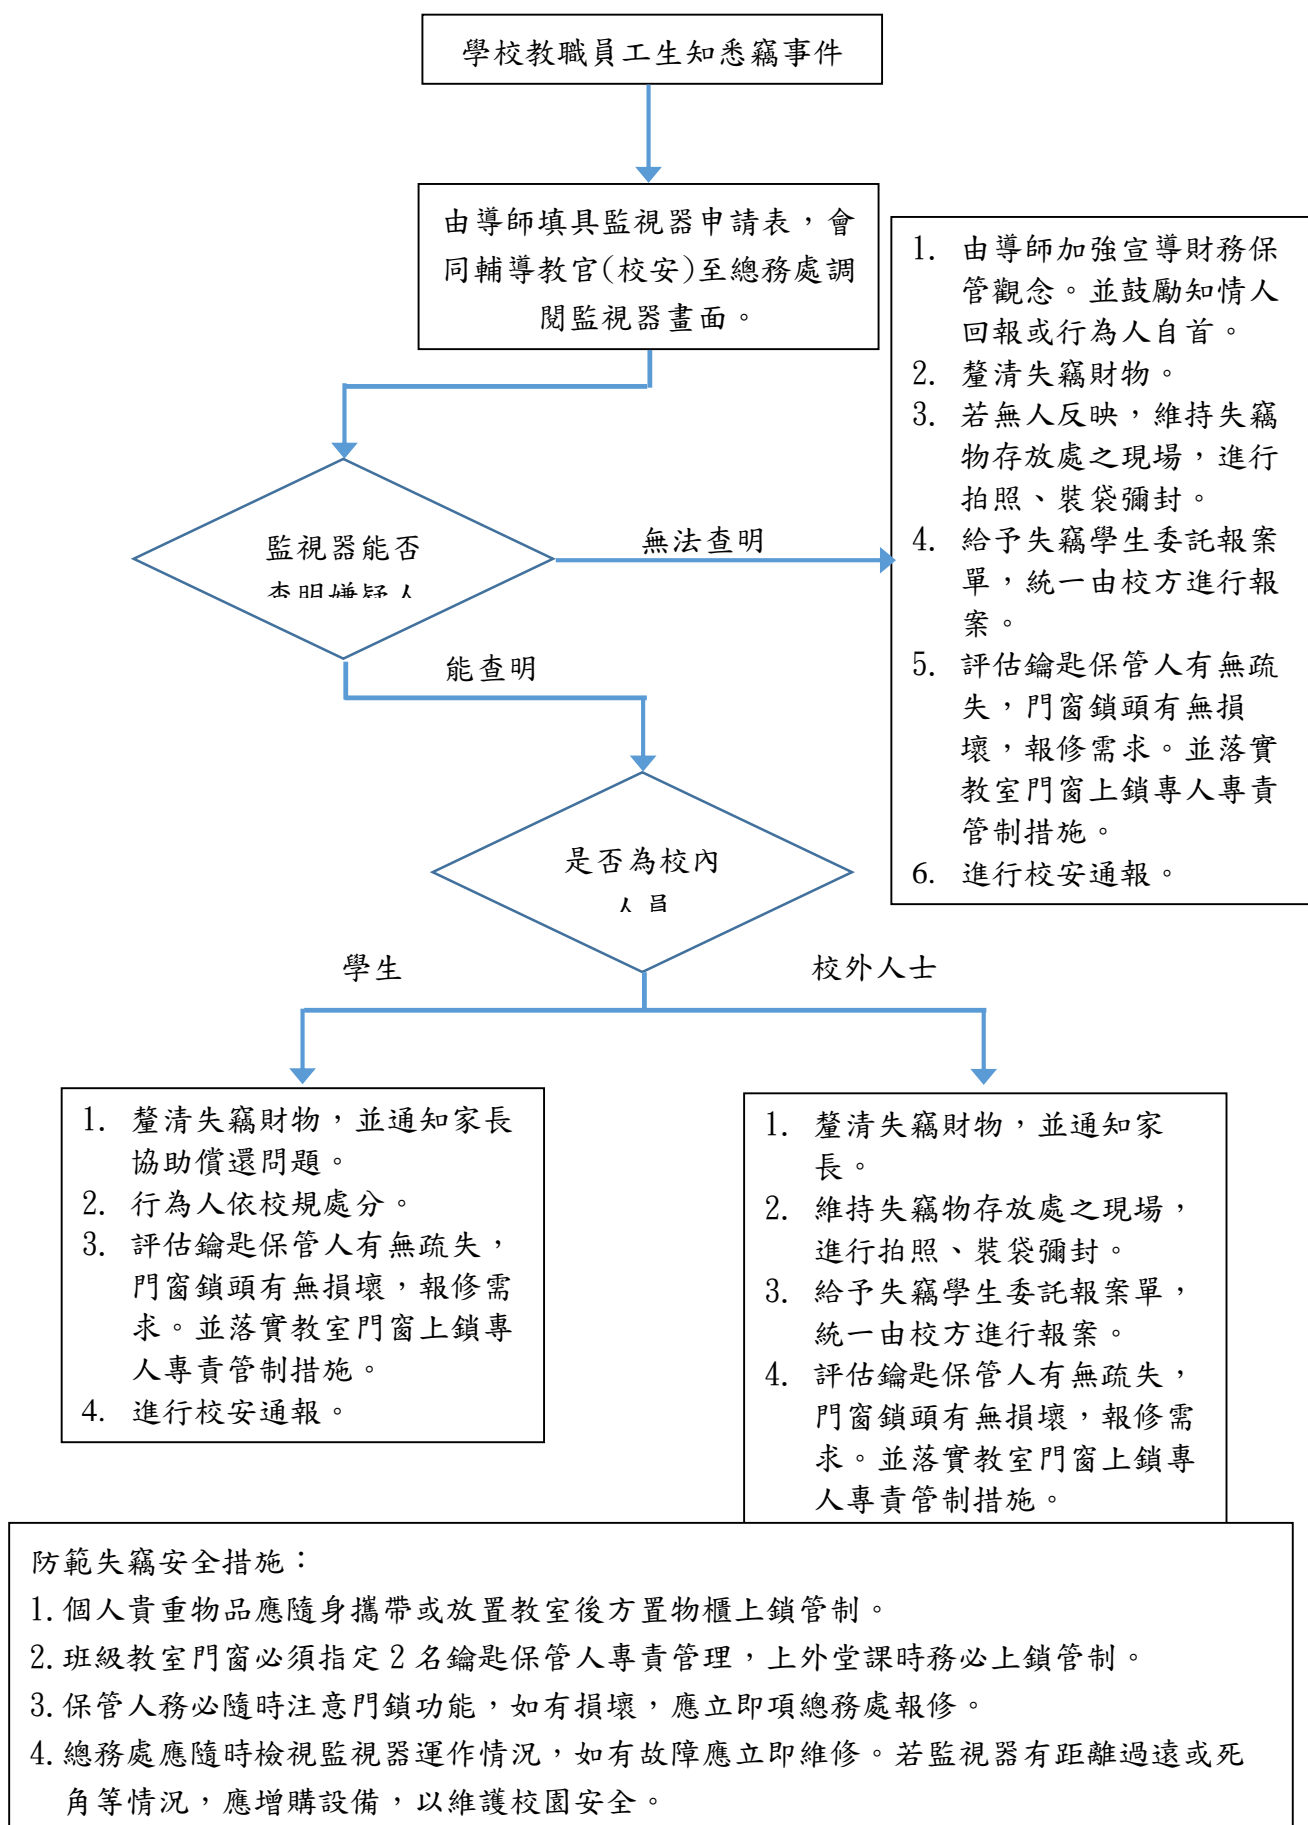 學校教職員工生知悉竊事件
由導師填具監視器申請表，會
同輔導教官(校安)至總務處調
閱監視器畫面。
1. 由導師加強宣導財務保
管觀念。並鼓勵知情人
回報或行為人自首。
2. 釐清失竊財物。
3. 若無人反映，維持失竊
物存放處之現場，進行
拍照、裝袋彌封。
4. 給予失竊學生委託報案
單，統一由校方進行報
案。
5. 評估鑰匙保管人有無疏
失，門窗鎖頭有無損
壞，報修需求。並落實
教室門窗上鎖專人專責
管制措施。
6. 進行校安通報。
監視器能否
查明嫌疑人
無法查明
能查明
是否為校內
人員
學生
校外人士
1. 釐清失竊財物，並通知家長
協助償還問題。
2. 行為人依校規處分。
3. 評估鑰匙保管人有無疏失，
門窗鎖頭有無損壞，報修需
求。並落實教室門窗上鎖專
人專責管制措施。
4. 進行校安通報。
1. 釐清失竊財物，並通知家
長。
2. 維持失竊物存放處之現場，
進行拍照、裝袋彌封。
3. 給予失竊學生委託報案單，
統一由校方進行報案。
4. 評估鑰匙保管人有無疏失，
門窗鎖頭有無損壞，報修需
求。並落實教室門窗上鎖專
人專責管制措施。
防範失竊安全措施：
1.個人貴重物品應隨身攜帶或放置教室後方置物櫃上鎖管制。
2.班級教室門窗必須指定 2 名鑰匙保管人專責管理，上外堂課時務必上鎖管制。
3.保管人務必隨時注意門鎖功能，如有損壞，應立即項總務處報修。
4.總務處應隨時檢視監視器運作情況，如有故障應立即維修。若監視器有距離過遠或死
角等情況，應增購設備，以維護校園安全。